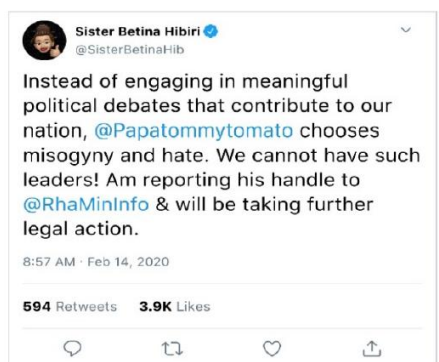 Sister Betina Hibiri
@SisterBetinaHib
Instead of engaging in meaningful
political debates that contribute to our
nation, @Papatommytomato chooses
misogyny and hate. We cannot have such
leaders! Am reporting his handle to
@RhaMinInfo & will be taking further
legal action.
8:57 AM · Feb 14, 2020
594 Retweets 3.9K Likes